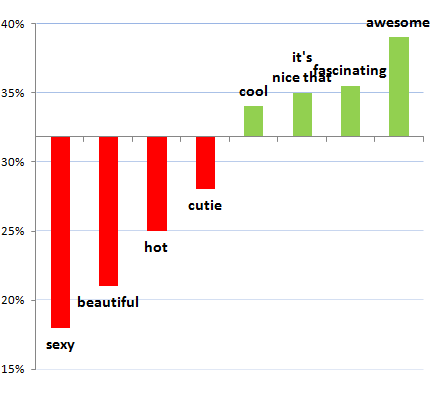 40%
awesome
it's
nice that
fascinating
35%
cool
30%
cutie
25%
hot
20%
beautiful
sexy
15%